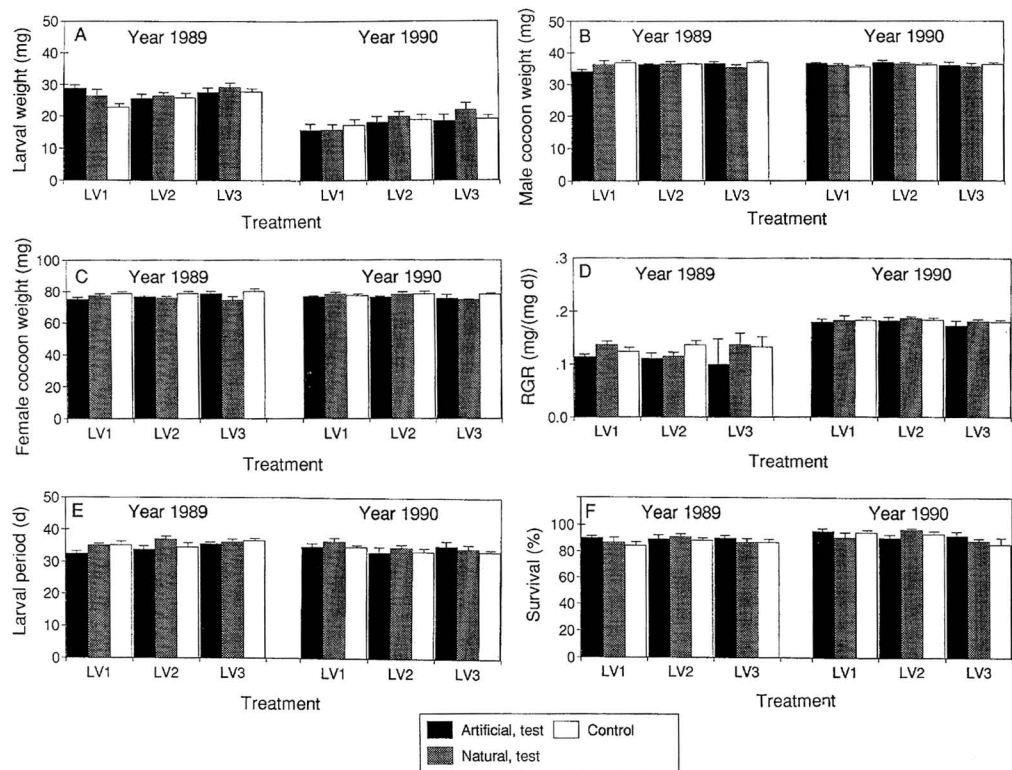 A
Year 1989
Year 1990
Larval weight (mg)
50
40
30
20
10
0
LV1 LV2 LV3 LV1 LV2 LV3
Treatment
B
Year 1989
Year 1990
Male cocoon weight (mg)
50
40
30
20
10
0
LV1 LV2 LV3 LV1 LV2 LV3
Treatment
C
Year 1989
Year 1990
Female cocoon weight (mg)
100
80
60
40
20
0
LV1 LV2 LV3 LV1 LV2 LV3
Treatment
D
Year 1989
Year 1990
RGR (mg/(mg d))
.3
.2
.1
0.0
LV1 LV2 LV3 LV1 LV2 LV3
Treatment
E
Year 1989
Year 1990
Larval period (d)
50
40
30
20
10
0
LV1 LV2 LV3 LV1 LV2 LV3
Treatment
F
Year 1989
Year 1990
Survival (%)
100
80
60
40
20
0
LV1 LV2 LV3 LV1 LV2 LV3
Treatment
Artificial, test
Control
Natural, test